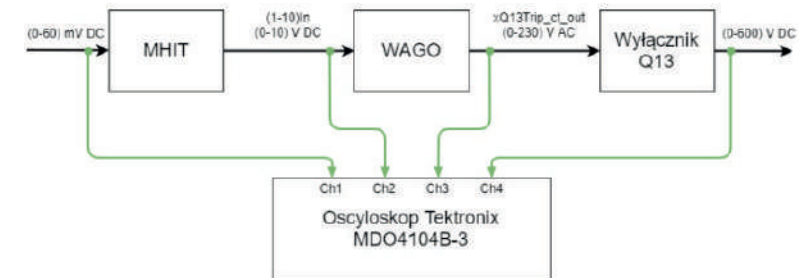 (0-60) mV DC
MHIT
(1-10)In
(0-10) V DC
WAGO
xQ13Trip_ct_out
(0-230) V AC
Wyłącznik
Q13
(0-600) V DC
Ch1 Ch2 Ch3 Ch4
Oscyloskop Tektronix
MDO4104B-3